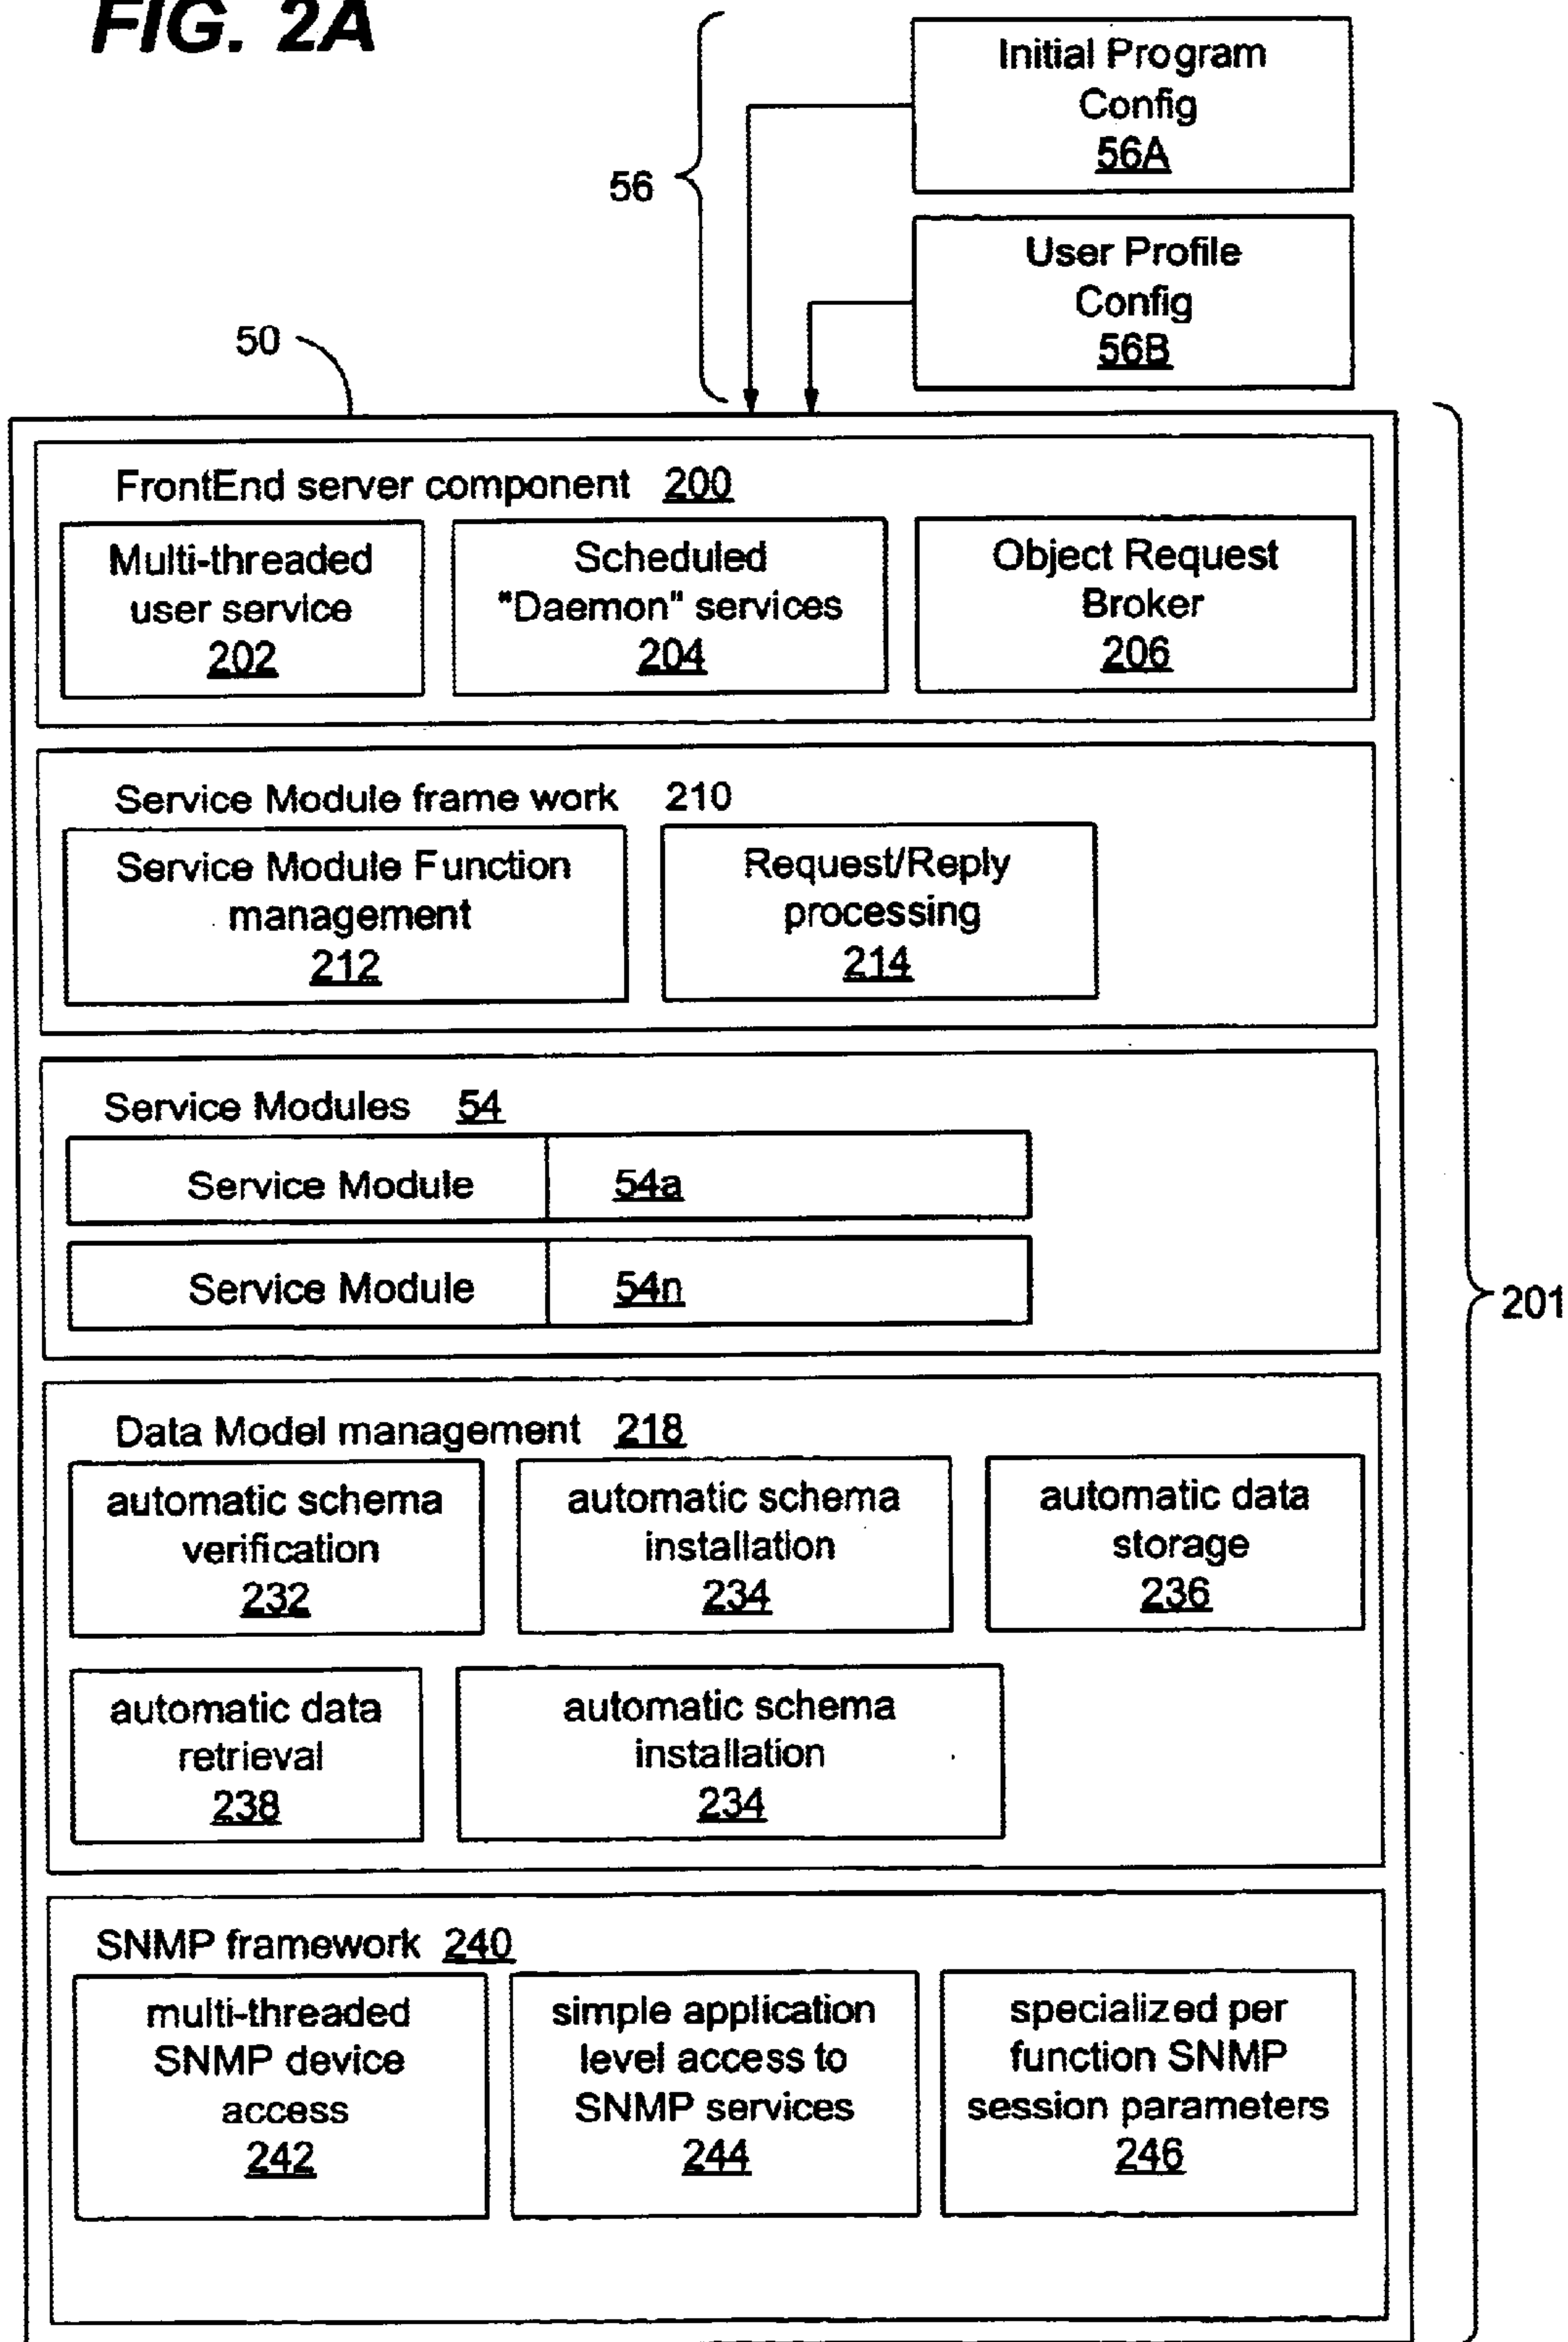 FIG. 2A
Initial Program
Config
56A
56
User Profile
Config
56B
50
FrontEnd server component 200
Multi-threaded
user service
202
Scheduled
"Daemon" services
204
Object Request
Broker
206
Service Module frame work 210
Service Module Function
management
212
Request/Reply
processing
214
Service Modules 54
Service Module 54a
Service Module 54n
201
Data Model management 218
automatic schema
verification
232
automatic schema
installation
234
automatic data
storage
236
automatic data
retrieval
238
automatic schema
installation
234
SNMP framework 240
multi-threaded
SNMP device
access
242
simple application
level access to
SNMP services
244
specialized per
function SNMP
session parameters
246